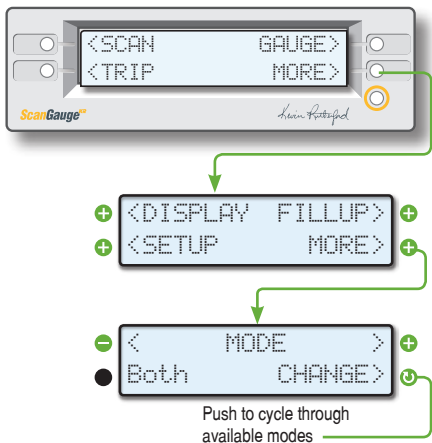 <SCAN GAUGE>
<TRIP MORE>
ScanGauge
Kevin Rutherford
<DISPLAY FILLUP>
<SETUP MORE>
< MODE >
Both CHANGE>
Push to cycle through
available modes